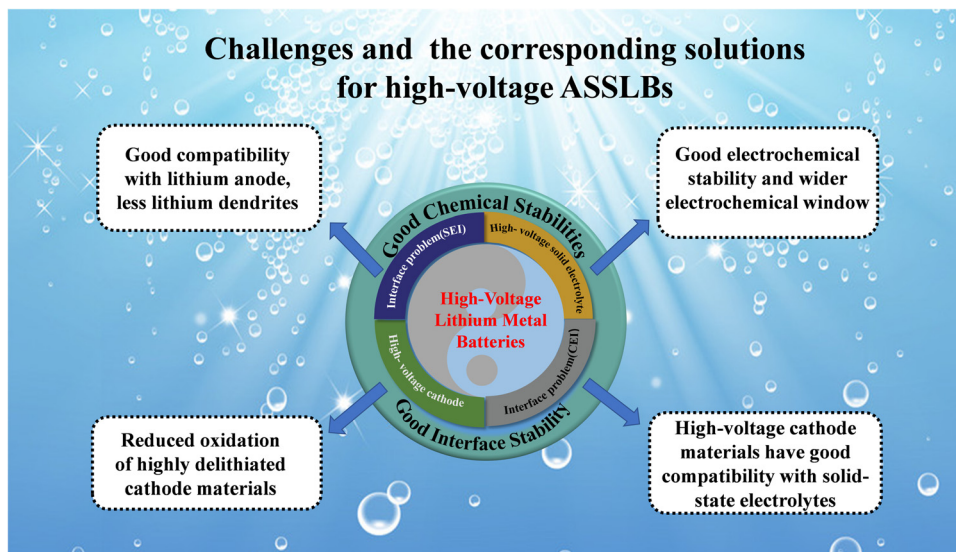 Challenges and the corresponding solutions
for high-voltage ASSLBs
Good compatibility
with lithium anode,
less lithium dendrites
Good electrochemical
stability and wider
electrochemical window
Good Chemical Stabilities
Interface problem(SEI)
High- voltage solid electrolyte
High-Voltage
Lithium Metal
Batteries
High- voltage cathode
Interface problem(CEI)
Good Interface Stability
Reduced oxidation
of highly delithiated
cathode materials
High-voltage cathode
materials have good
compatibility with solid-
state electrolytes